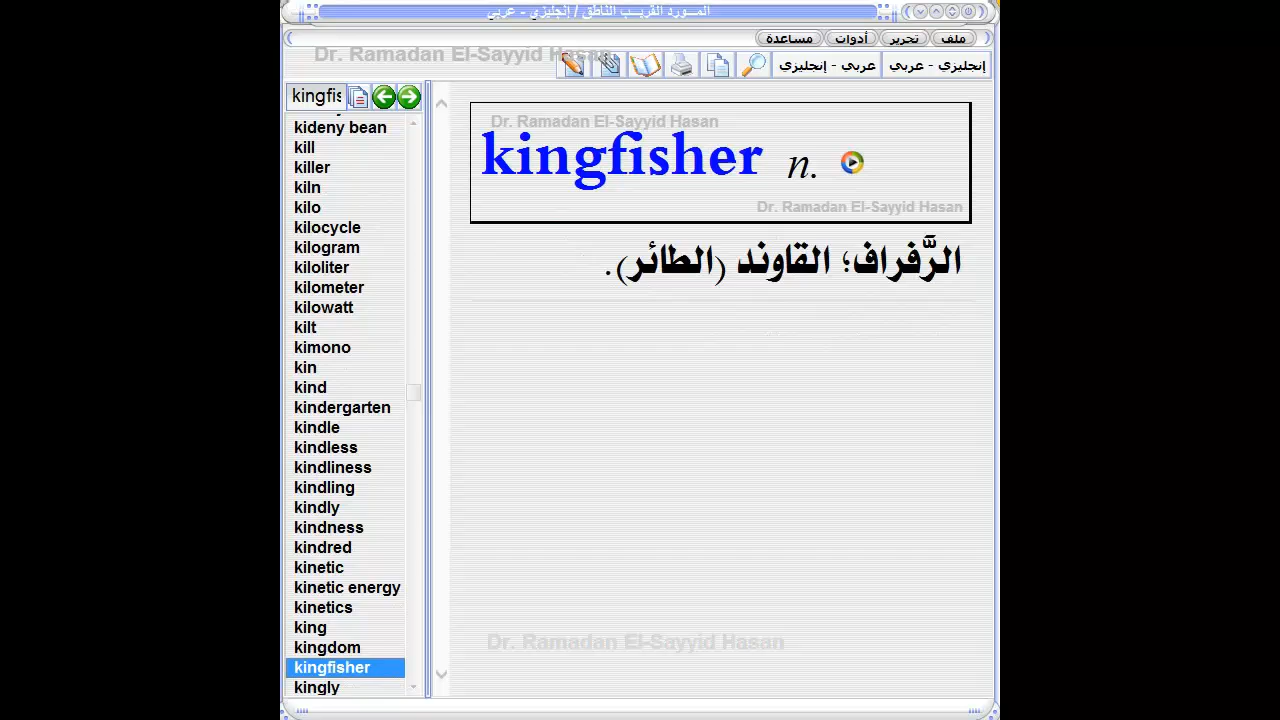 المـــورد القريـــب الناطق / إنجليزي - عربي
ملف تحرير أدوات مساعدة
Dr. Ramadan El-Sayyid Hasan
إنجليزي - عربي عربي - إنجليزي
kingfis
kideny bean
kill
killer
kiln
kilo
kilocycle
kilogram
kiloliter
kilometer
kilowatt
kilt
kimono
kin
kind
kindergarten
kindle
kindless
kindliness
kindling
kindly
kindness
kindred
kinetic
kinetic energy
kinetics
king
kingdom
kingfisher
kingly
Dr. Ramadan El-Sayyid Hasan
kingfisher n.
Dr. Ramadan El-Sayyid Hasan
الرَّفراف؛ القاوند (الطائر).
Dr. Ramadan El-Sayyid Hasan